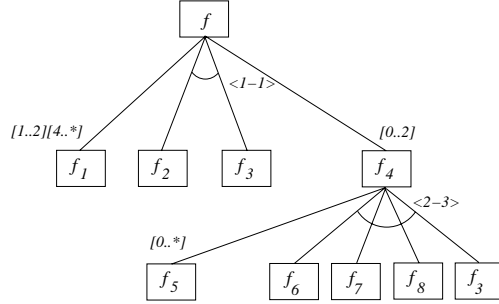 f
<1−1>
[1..2][4..*]
[0..2]
f1 f2 f3 f4
<2−3>
[0..*]
f5 f6 f7 f8 f3